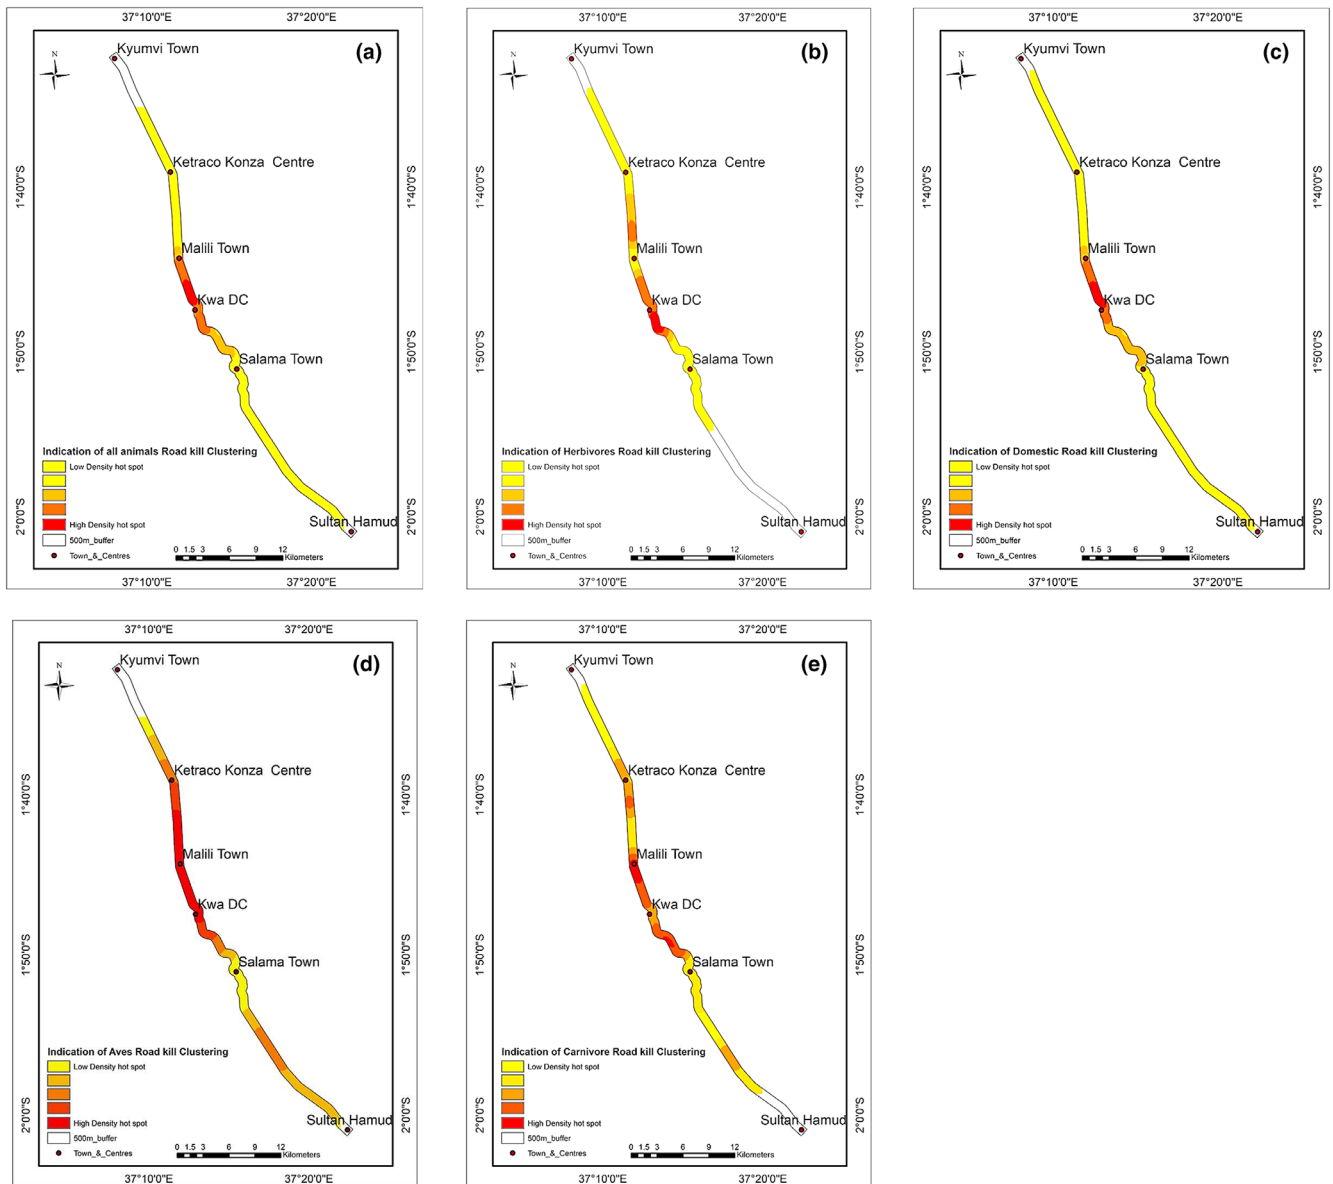 37°10'0"E 37°20'0"E
(a)
N
Kyumvi Town
Ketraco Konza Centre
1°40'0"S 1°40'0"S
Malili Town
Kwa DC
1°50'0"S 1°50'0"S
Salama Town
Indication of all animals Road kill Clustering
Low Density hot spot
High Density hot spot
500m_buffer
Town_&_Centres
Sultan Hamud
2°0'0"S 2°0'0"S
0 1.5 3 6 9 12
Kilometers
37°10'0"E 37°20'0"E
37°10'0"E 37°20'0"E
(b)
N
Kyumvi Town
Ketraco Konza Centre
1°40'0"S 1°40'0"S
Malili Town
Kwa DC
1°50'0"S 1°50'0"S
Salama Town
Indication of Herbivores Road kill Clustering
Low Density hot spot
High Density hot spot
500m_buffer
Town_&_Centres
Sultan Hamud
2°0'0"S 2°0'0"S
0 1.5 3 6 9 12
Kilometers
37°10'0"E 37°20'0"E
37°10'0"E 37°20'0"E
(c)
N
Kyumvi Town
Ketraco Konza Centre
1°40'0"S 1°40'0"S
Malili Town
Kwa DC
1°50'0"S 1°50'0"S
Salama Town
Indication of Domestic Road kill Clustering
Low Density hot spot
High Density hot spot
500m_buffer
Town_&_Centres
Sultan Hamud
2°0'0"S 2°0'0"S
0 1.5 3 6 9 12
Kilometers
37°10'0"E 37°20'0"E
37°10'0"E 37°20'0"E
(d)
N
Kyumvi Town
Ketraco Konza Centre
1°40'0"S 1°40'0"S
Malili Town
Kwa DC
1°50'0"S 1°50'0"S
Salama Town
Indication of Aves Road kill Clustering
Low Density hot spot
High Density hot spot
500m_buffer
Town_&_Centres
Sultan Hamud
2°0'0"S 2°0'0"S
0 1.5 3 6 9 12
Kilometers
37°10'0"E 37°20'0"E
37°10'0"E 37°20'0"E
(e)
N
Kyumvi Town
Ketraco Konza Centre
1°40'0"S 1°40'0"S
Malili Town
Kwa DC
1°50'0"S 1°50'0"S
Salama Town
Indication of Carnivore Road kill Clustering
Low Density hot spot
High Density hot spot
500m_buffer
Town_&_Centres
Sultan Hamud
2°0'0"S 2°0'0"S
0 1.5 3 6 9 12
Kilometers
37°10'0"E 37°20'0"E